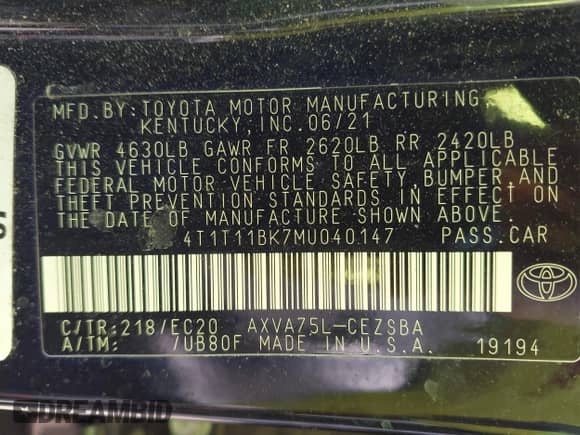 MFD.BY: TOYOTA MOTOR MANUFACTURING,
KENTUCKY, INC. 06/21
GVWR 4630LB GAWR FR 2620LB RR 2420LB
THIS VEHICLE CONFORMS TO ALL APPLICABLE
FEDERAL MOTOR VEHICLE SAFETY, BUMPER, AND
THEFT PREVENTION STANDARDS IN EFFECT ON
THE DATE OF MANUFACTURE SHOWN ABOVE.
4T1T11BK7MU040147 PASS.CAR
C/TR:218/EC20 AXVA75L-CEZSBA
A/TM: /UB80F MADE IN U.S.A. 19194
DREAMBID